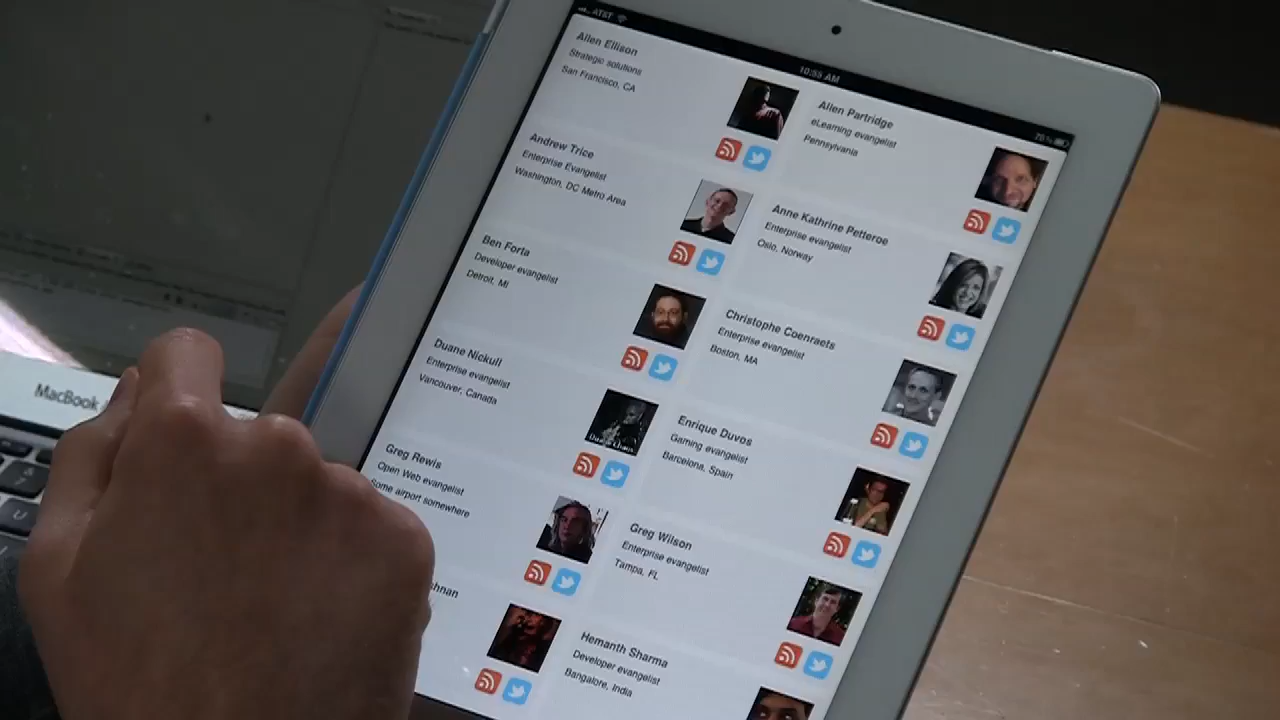 AT&T
10:55 AM
Allen Ellison
Strategic solutions
San Francisco, CA
Allen Partridge
eLearning evangelist
Pennsylvania
Andrew Trice
Enterprise Evangelist
Washington, DC Metro Area
Anne Kathrine Petteroe
Enterprise evangelist
Oslo, Norway
Ben Forta
Developer evangelist
Detroit, MI
Christophe Coenraets
Enterprise evangelist
Boston, MA
Duane Nickull
Enterprise evangelist
Vancouver, Canada
Enrique Duvos
Gaming evangelist
Barcelona, Spain
Greg Rewis
Open Web evangelist
Some airport somewhere
Greg Wilson
Enterprise evangelist
Tampa, FL
Hemanth Sharma
Developer evangelist
Bangalore, India
MacBook